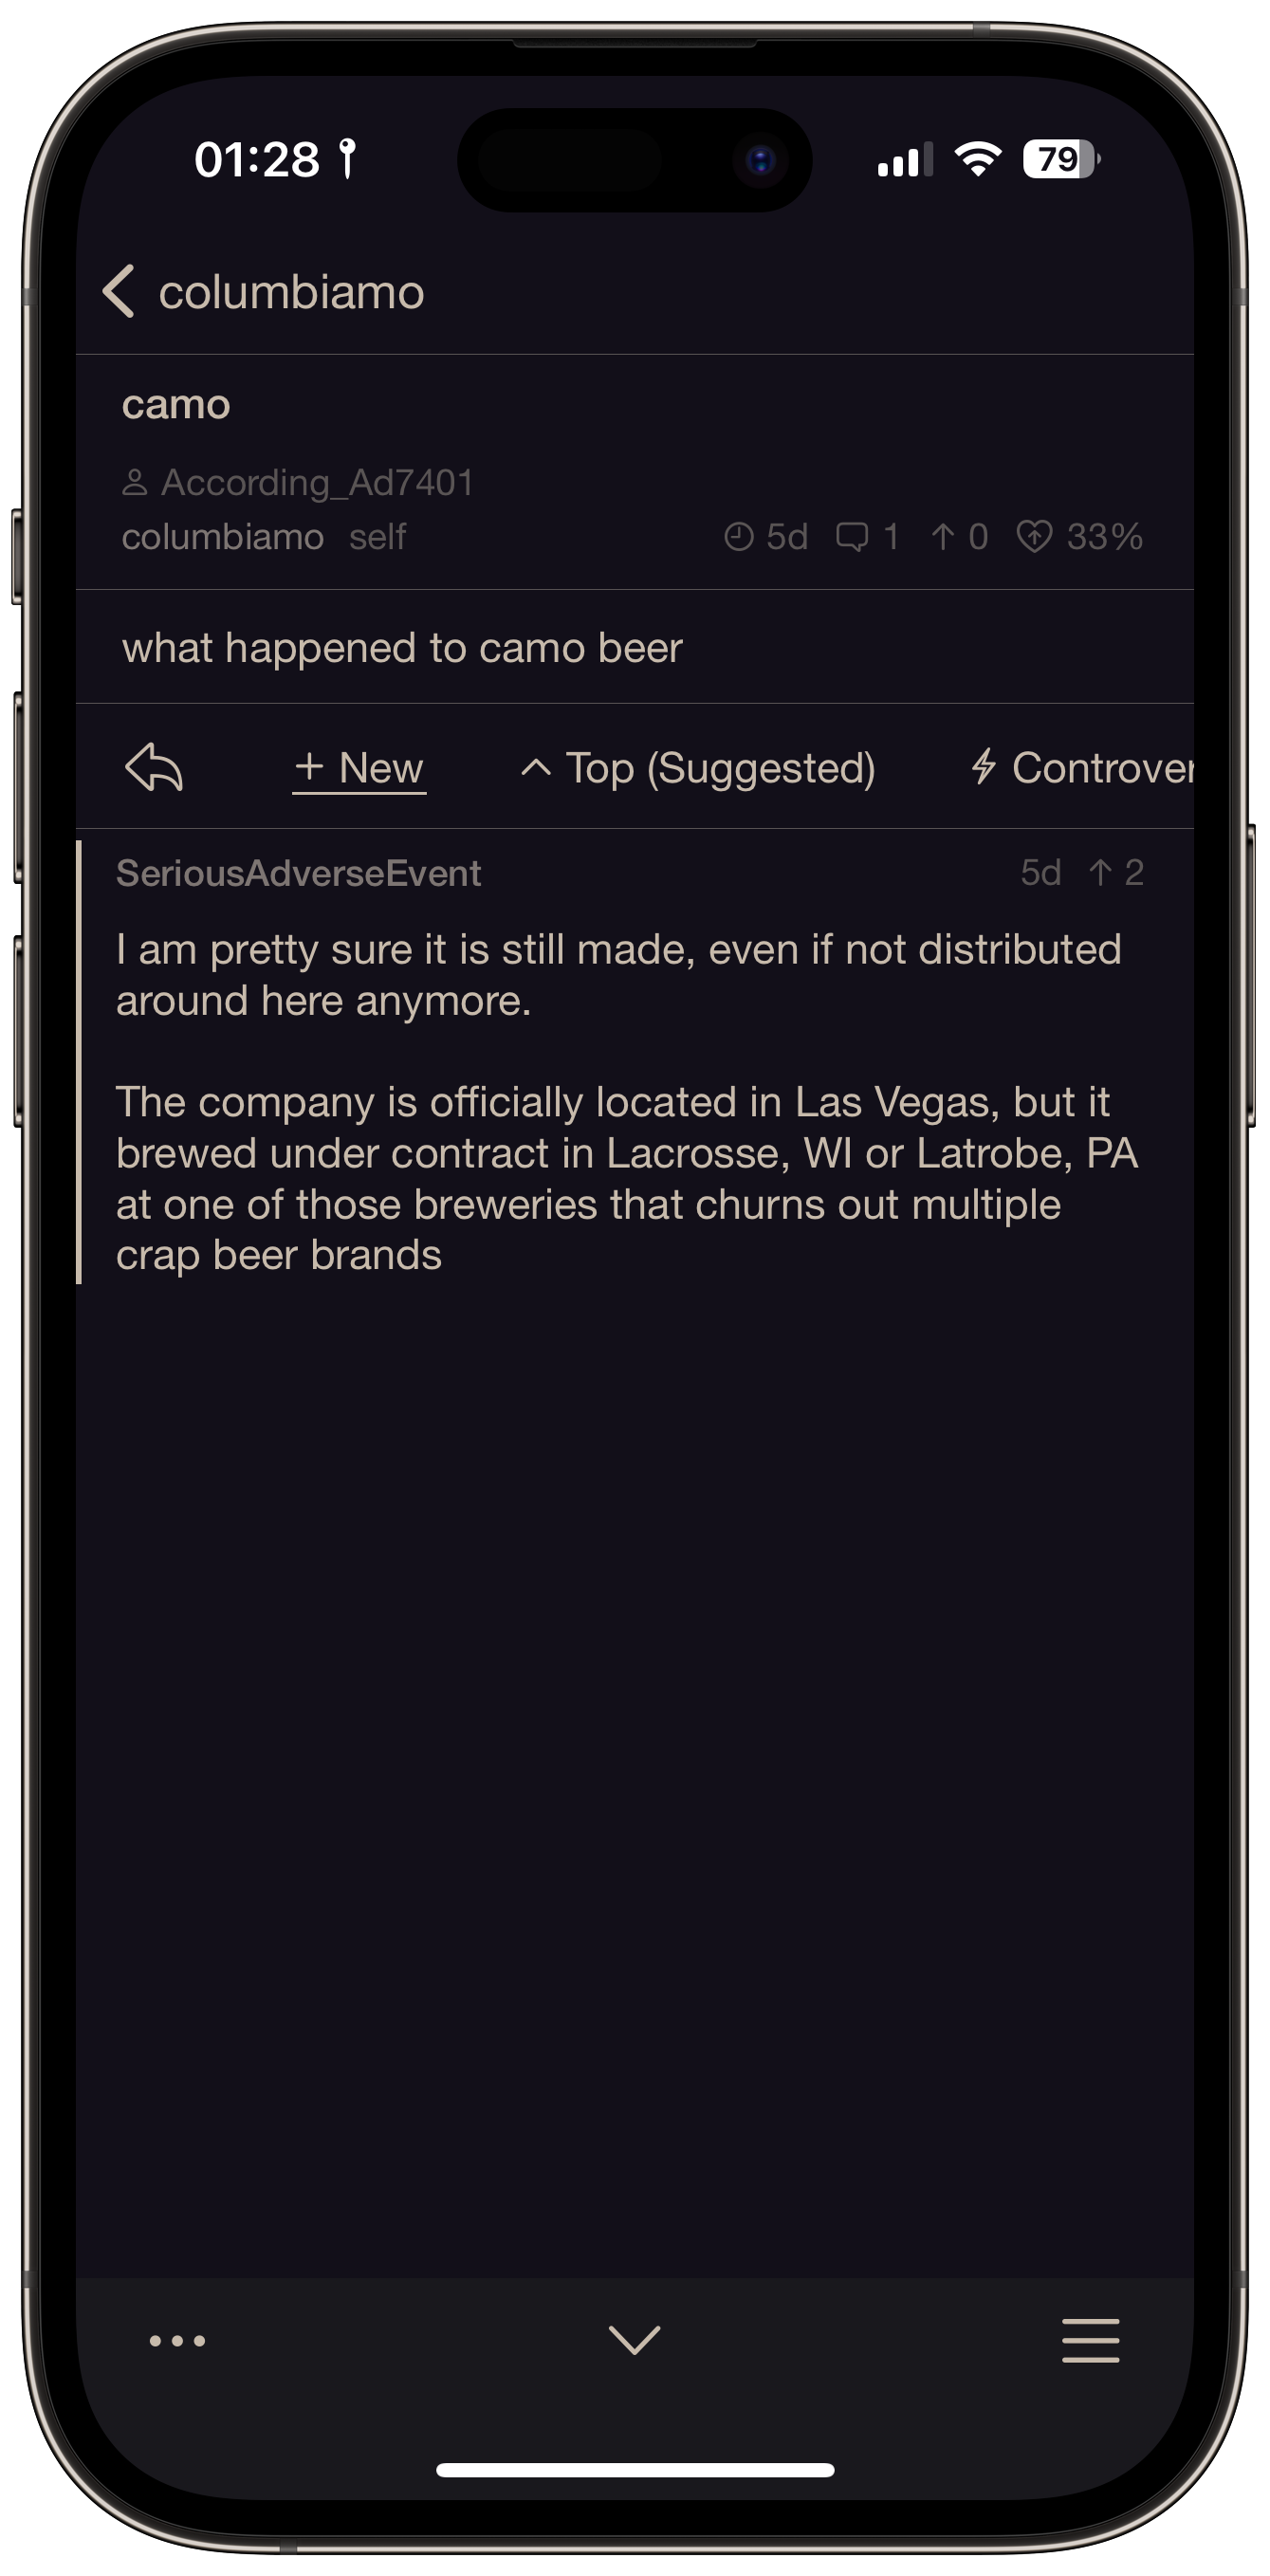 01:28
79
columbiamo
camo
According_Ad7401
columbiamo self 5d 1 0 33%
what happened to camo beer
+ New Top (Suggested) Controver
SeriousAdverseEvent 5d 2
I am pretty sure it is still made, even if not distributed
around here anymore.
The company is officially located in Las Vegas, but it
brewed under contract in Lacrosse, WI or Latrobe, PA
at one of those breweries that churns out multiple
crap beer brands